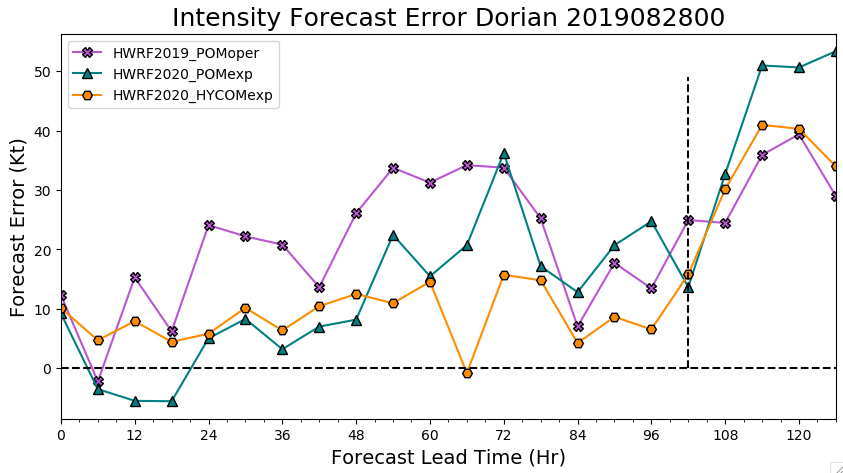 Intensity Forecast Error Dorian 2019082800
HWRF2019_POMoper
HWRF2020_POMexp
HWRF2020_HYCOMexp
Forecast Error (Kt)
50
40
30
20
10
0
0 12 24 36 48 60 72 84 96 108 120
Forecast Lead Time (Hr)